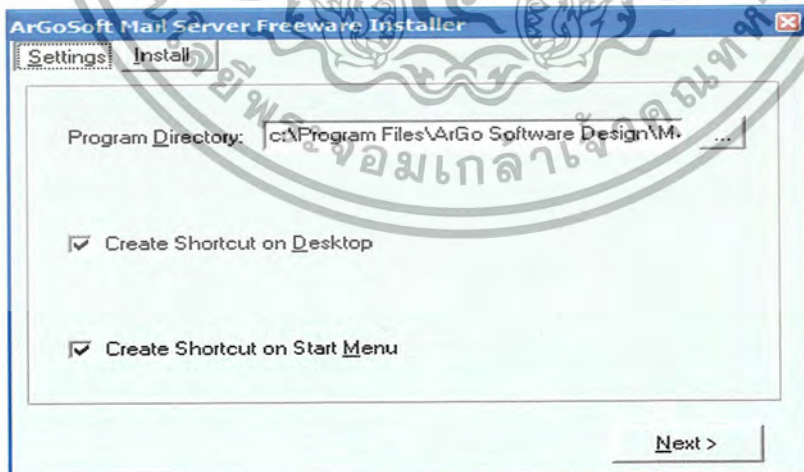 ArGoSoft Mail Server Freeware Installer
Settings Install
Program Directory: c:\Program Files\ArGo Software Design\M ...
Create Shortcut on Desktop
Create Shortcut on Start Menu
Next >